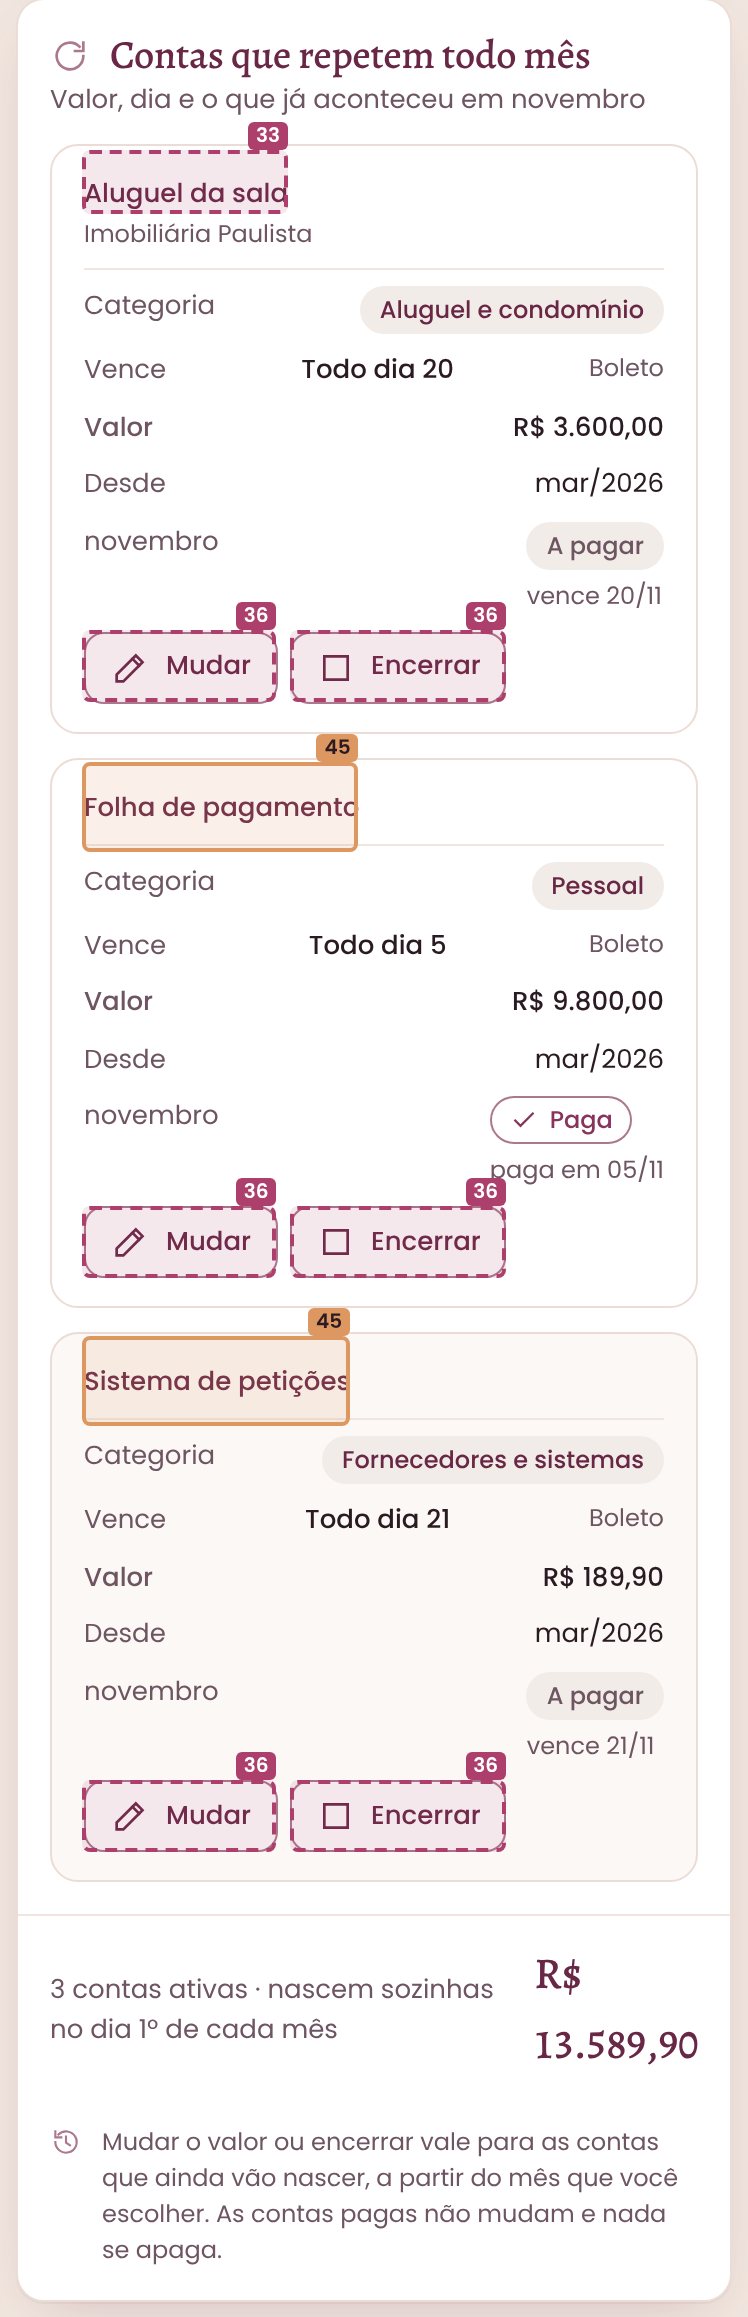 Contas que repetem todo mês
Valor, dia e o que já aconteceu em novembro
33
Aluguel da sala
Imobiliária Paulista
Categoria Aluguel e condomínio
Vence Todo dia 20 Boleto
Valor R$ 3.600,00
Desde mar/2026
novembro A pagar
vence 20/11
36 36
Mudar Encerrar
45
Folha de pagamento
Categoria Pessoal
Vence Todo dia 5 Boleto
Valor R$ 9.800,00
Desde mar/2026
novembro Paga
paga em 05/11
36 36
Mudar Encerrar
45
Sistema de petições
Categoria Fornecedores e sistemas
Vence Todo dia 21 Boleto
Valor R$ 189,90
Desde mar/2026
novembro A pagar
vence 21/11
36 36
Mudar Encerrar
3 contas ativas · nascem sozinhas
no dia 1º de cada mês
R$
13.589,90
Mudar o valor ou encerrar vale para as contas
que ainda vão nascer, a partir do mês que você
escolher. As contas pagas não mudam e nada
se apaga.